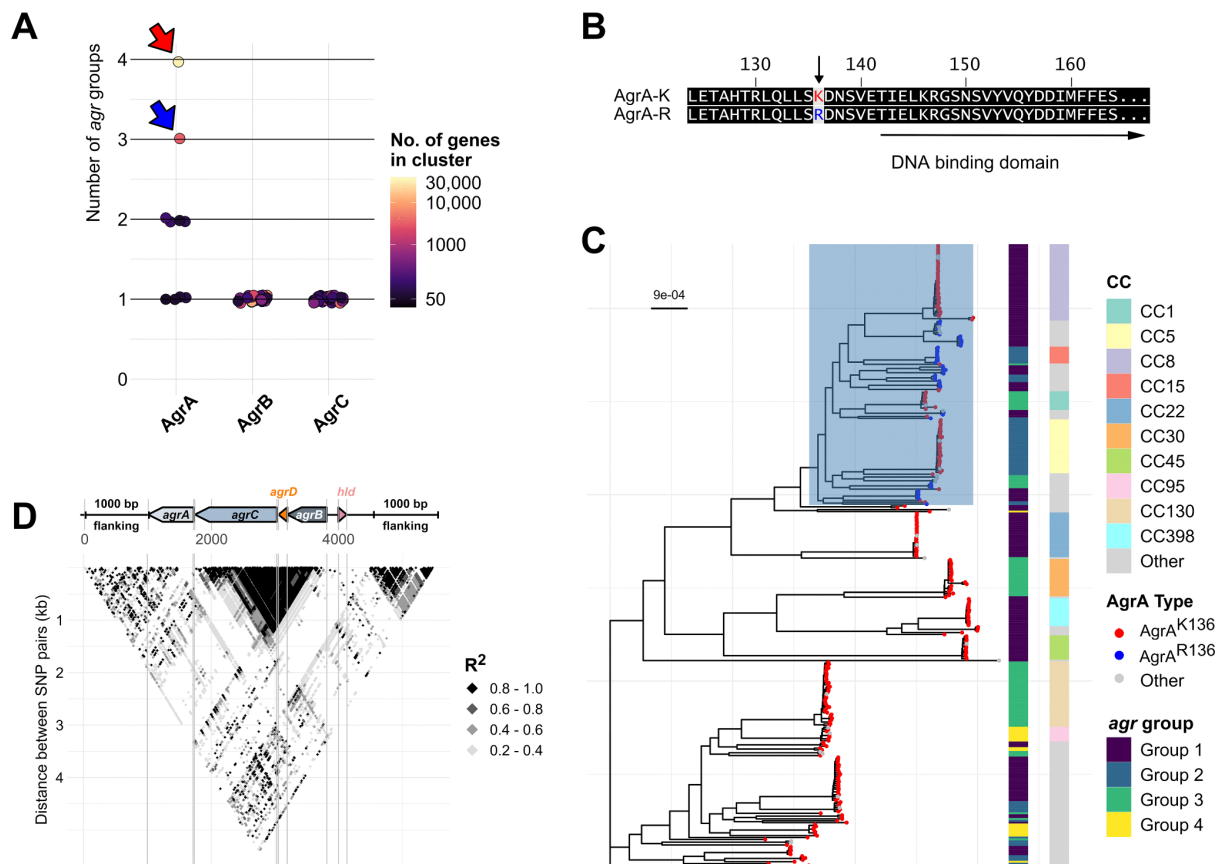 A
Number of agr groups
4
3
2
1
0
AgrA
AgrB
AgrC
No. of genes
in cluster
30,000
10,000
1000
400
50
B
130
140
150
160
AgrA-K
LETAHTRLQLLSKDNSVETIELKRGSNSVYVQYDDIMFFES...
AgrA-R
LETAHTRLQLLSRDNSVETIELKRGSNSVYVQYDDIMFFES...
DNA binding domain
C
9e-04
CC
CC1
CC5
CC8
CC15
CC22
CC30
CC45
CC95
CC130
CC398
Other
AgrA Type
AgrA^K136
AgrA^R136
Other
agr group
Group 1
Group 2
Group 3
Group 4
D
1000 bp
flanking
agrA
agrC
agrD
agrB
hld
1000 bp
flanking
0
2000
4000
Distance between SNP pairs (kb)
1
2
3
4
R²
0.8 - 1.0
0.6 - 0.8
0.4 - 0.6
0.2 - 0.4